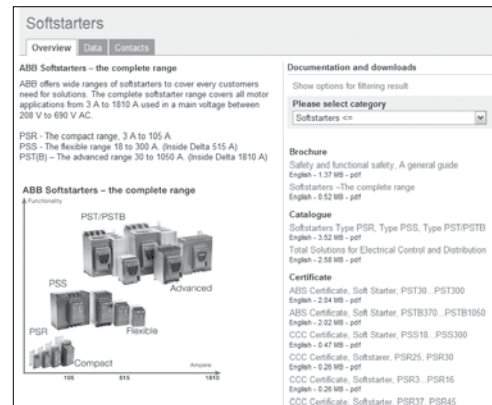 Softstarters
Overview Data Contacts
ABB Softstarters – the complete range
ABB offers wide ranges of softstarters to cover every customers
need for solutions. The complete softstarter range covers all motor
applications from 3 A to 1810 A used in a main voltage between
208 V to 690 V AC.
PSR - The compact range, 3 A to 105 A
PSS - The flexible range 18 to 300 A. (Inside Delta 515 A)
PST(B) – The advanced range 30 to 1050 A. (Inside Delta 1810 A)
ABB Softstarters – the complete range
Functionality
PST/PSTB
Advanced
PSS
Flexible
PSR
Compact
Ampere
105 515 1810
Documentation and downloads
Show options for filtering result
Please select category
Softstarters <=
Brochure
Safety and functional safety, A general guide
English - 1.37 MB - pdf
Softstarters -The complete range
English - 0.52 MB - pdf
Catalogue
Softstarters Type PSR, Type PSS, Type PST/PSTB
English - 3.52 MB - pdf
Total Solutions for Electrical Control and Distribution
English - 2.58 MB - pdf
Certificate
ABS Certificate, Soft Starter, PST30...PST300
English - 2.04 MB - pdf
ABS Certificate, Softstarter, PSTB370...PSTB1050
English - 2.02 MB - pdf
CCC Certificate, Soft Starter, PSS18...PSS300
English - 0.47 MB - pdf
CCC Certificate, Softstarer, PSR25, PSR30
English - 0.26 MB - pdf
CCC Certificate, Softstarter, PSR3...PSR16
English - 0.26 MB - pdf
CCC Certificate, Softstarter, PSR37, PSR45